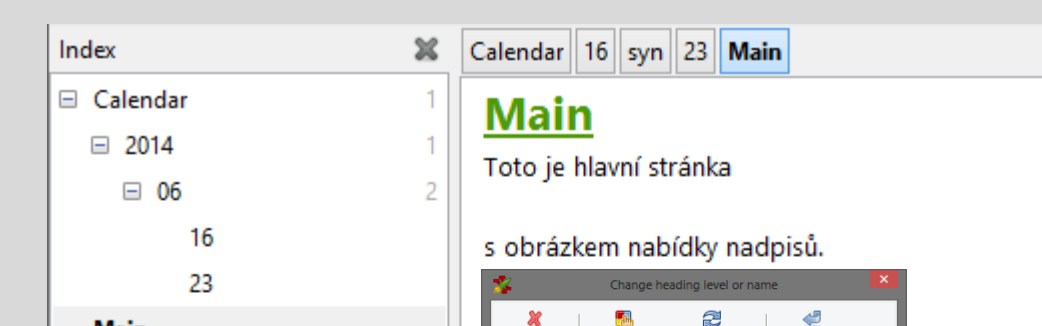 Index
Calendar 1
2014 1
06 2
16
23
Main
Calendar 16 syn 23 Main
Main
Toto je hlavní stránka
s obrázkem nabídky nadpisů.
Change heading level or name